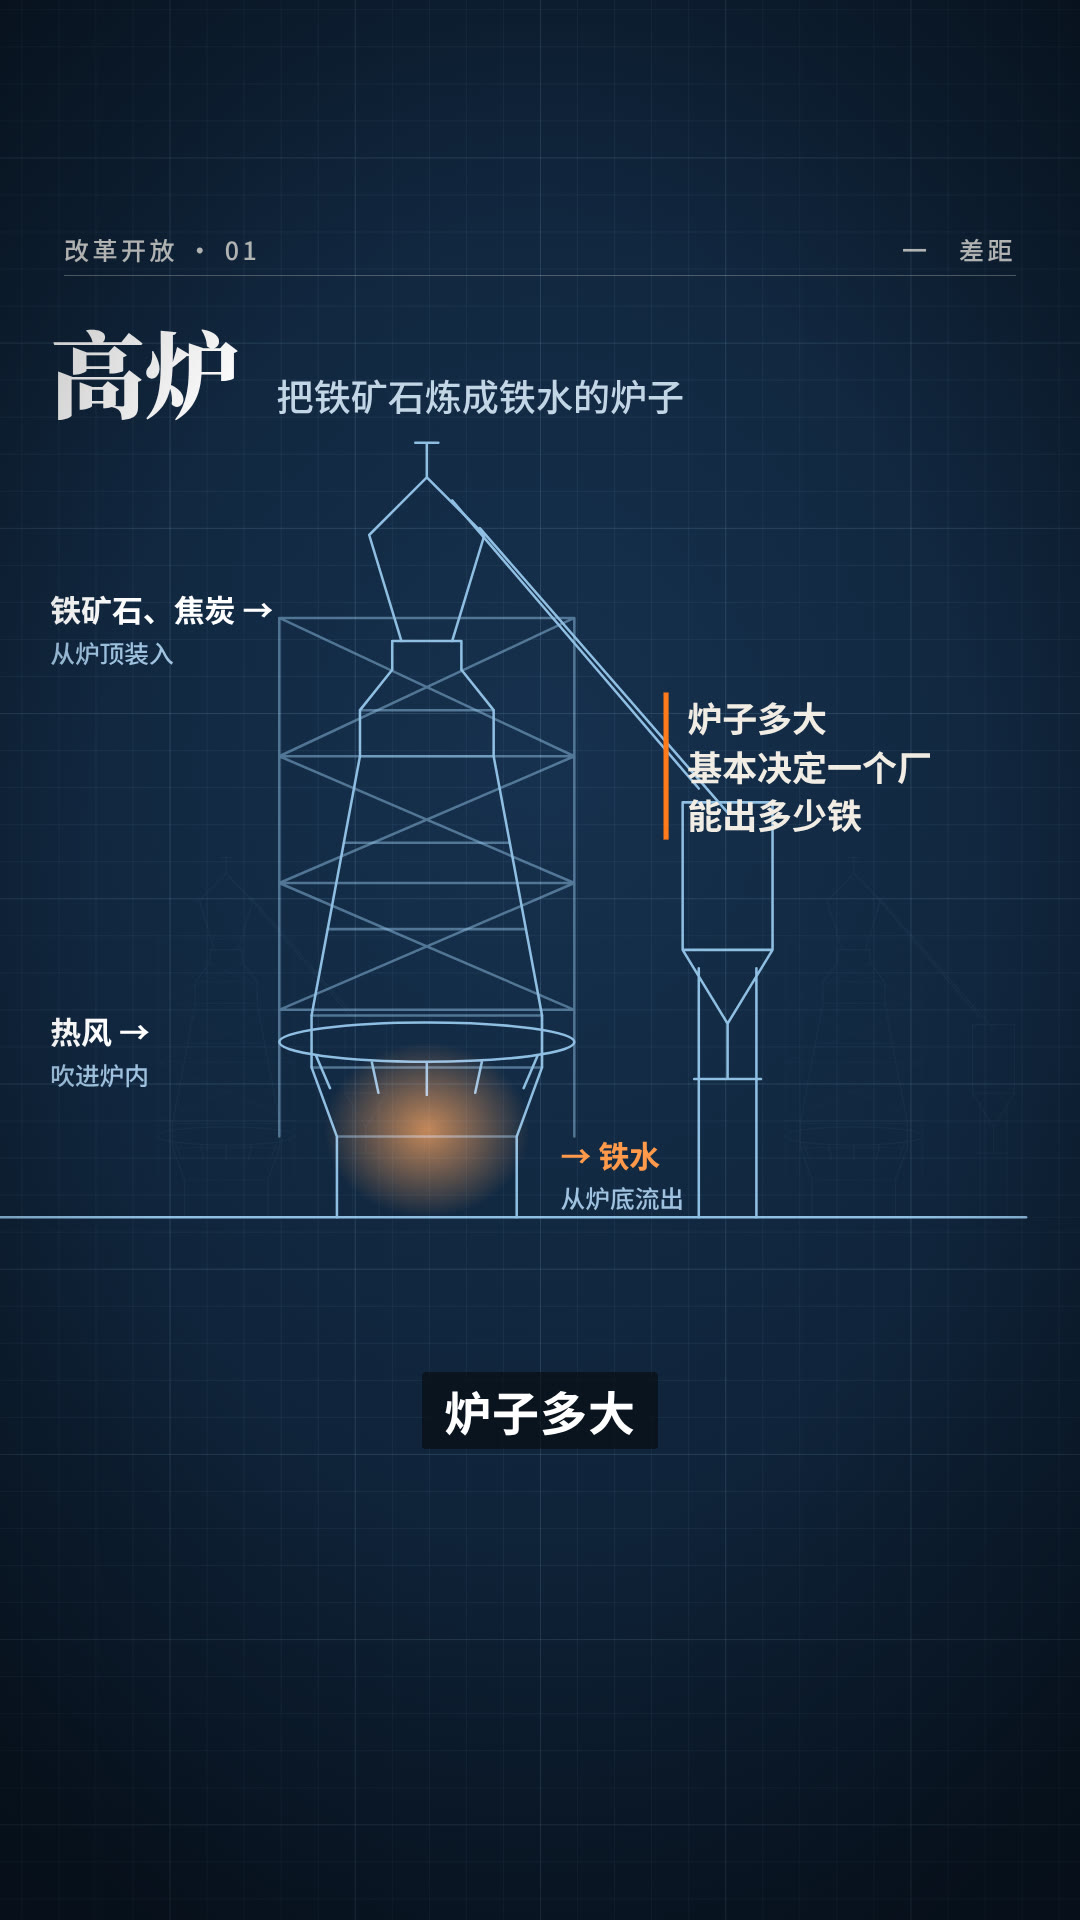 改革开放 · 01
一 差距
高炉
把铁矿石炼成铁水的炉子
铁矿石、焦炭 →
从炉顶装入
炉子多大
基本决定一个厂
能出多少铁
热风 →
吹进炉内
→ 铁水
从炉底流出
炉子多大